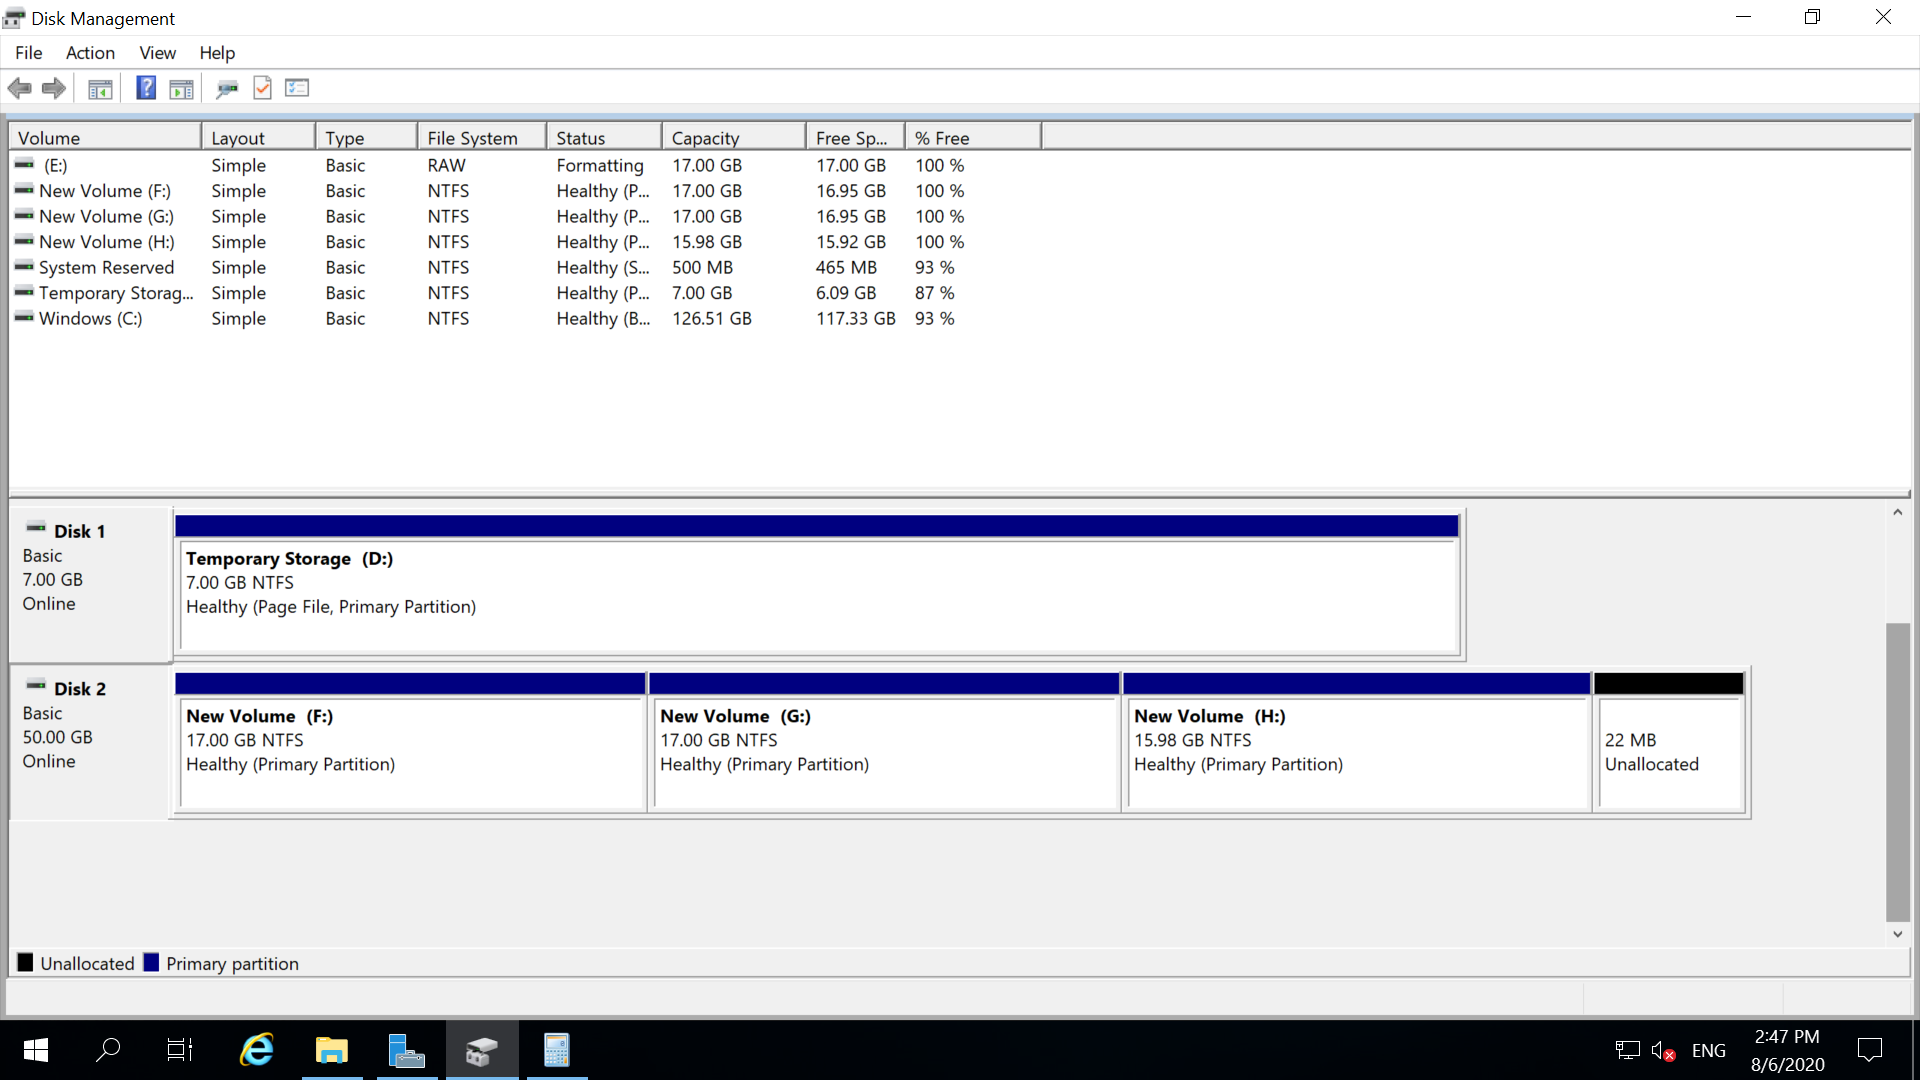 Disk Management
File Action View Help
Volume Layout Type File System Status Capacity Free Sp... % Free
(E:) Simple Basic RAW Formatting 17.00 GB 17.00 GB 100 %
New Volume (F:) Simple Basic NTFS Healthy (P... 17.00 GB 16.95 GB 100 %
New Volume (G:) Simple Basic NTFS Healthy (P... 17.00 GB 16.95 GB 100 %
New Volume (H:) Simple Basic NTFS Healthy (P... 15.98 GB 15.92 GB 100 %
System Reserved Simple Basic NTFS Healthy (S... 500 MB 465 MB 93 %
Temporary Storag... Simple Basic NTFS Healthy (P... 7.00 GB 6.09 GB 87 %
Windows (C:) Simple Basic NTFS Healthy (B... 126.51 GB 117.33 GB 93 %
Disk 1
Basic
7.00 GB
Online
Temporary Storage (D:)
7.00 GB NTFS
Healthy (Page File, Primary Partition)
Disk 2
Basic
50.00 GB
Online
New Volume (F:)
17.00 GB NTFS
Healthy (Primary Partition)
New Volume (G:)
17.00 GB NTFS
Healthy (Primary Partition)
New Volume (H:)
15.98 GB NTFS
Healthy (Primary Partition)
22 MB
Unallocated
Unallocated Primary partition
ENG
2:47 PM
8/6/2020